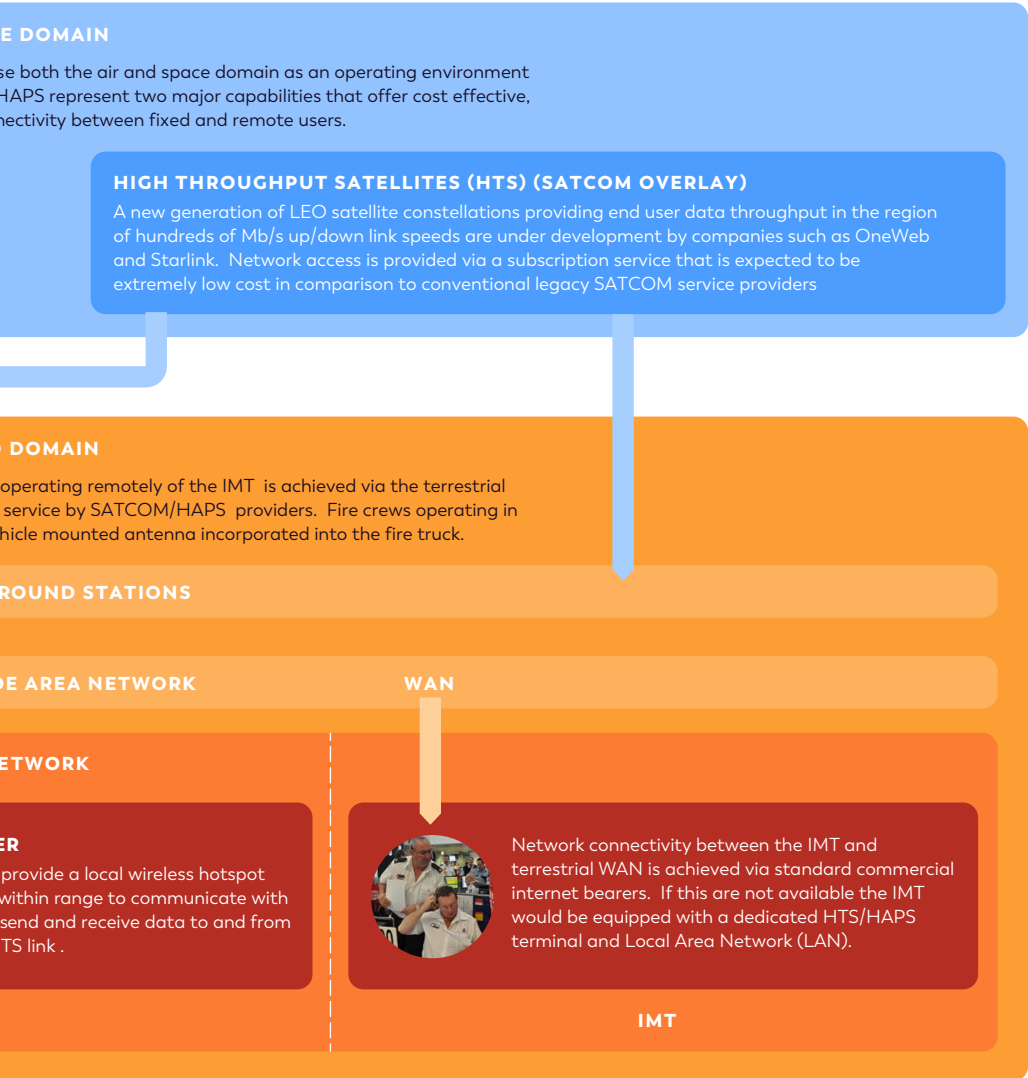 E DOMAIN
se both the air and space domain as an operating environment
HAPS represent two major capabilities that offer cost effective,
nectivity between fixed and remote users.
HIGH THROUGHPUT SATELLITES (HTS) (SATCOM OVERLAY)
A new generation of LEO satellite constellations providing end user data throughput in the region
of hundreds of Mb/s up/down link speeds are under development by companies such as OneWeb
and Starlink. Network access is provided via a subscription service that is expected to be
extremely low cost in comparison to conventional legacy SATCOM service providers
DOMAIN
operating remotely of the IMT is achieved via the terrestrial
service by SATCOM/HAPS providers. Fire crews operating in
hicle mounted antenna incorporated into the fire truck.
ROUND STATIONS
DE AREA NETWORK
WAN
ETWORK
ER
provide a local wireless hotspot
within range to communicate with
send and receive data to and from
TS link .
Network connectivity between the IMT and
terrestrial WAN is achieved via standard commercial
internet bearers. If this are not available the IMT
would be equipped with a dedicated HTS/HAPS
terminal and Local Area Network (LAN).
IMT